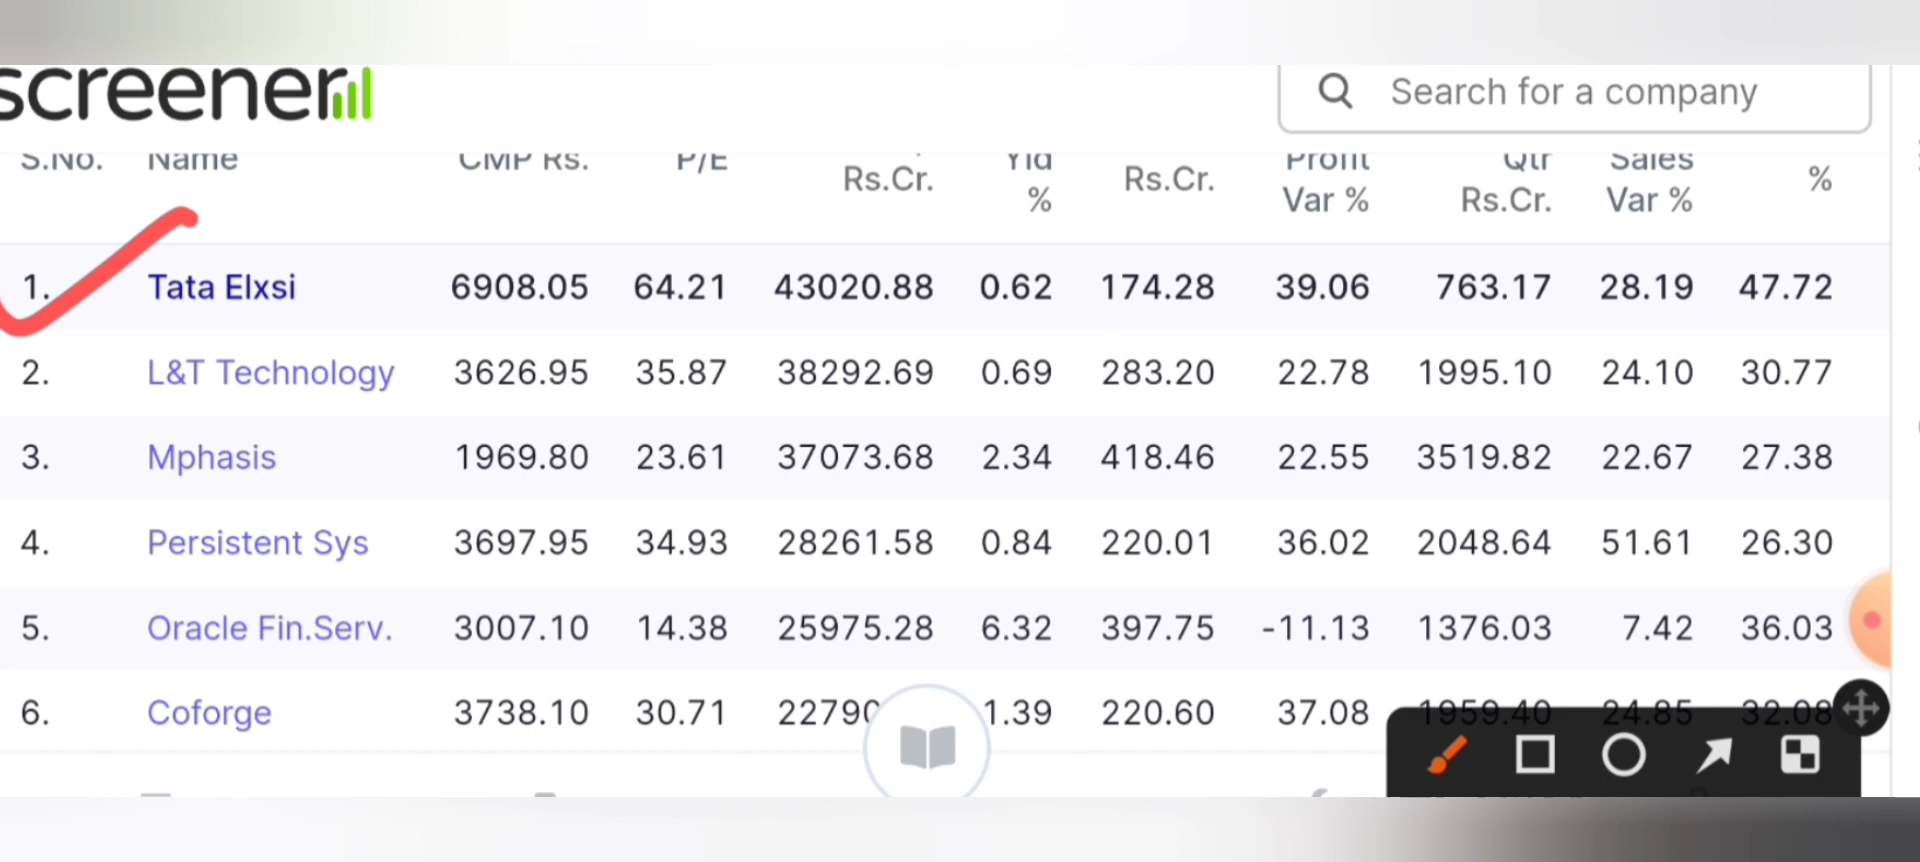 screener
Search for a company
S.No. Name CMP Rs. P/E Rs.Cr. Yld % Rs.Cr. Profit Var % Qtr Rs.Cr. Sales Var % %
1. Tata Elxsi 6908.05 64.21 43020.88 0.62 174.28 39.06 763.17 28.19 47.72
2. L&T Technology 3626.95 35.87 38292.69 0.69 283.20 22.78 1995.10 24.10 30.77
3. Mphasis 1969.80 23.61 37073.68 2.34 418.46 22.55 3519.82 22.67 27.38
4. Persistent Sys 3697.95 34.93 28261.58 0.84 220.01 36.02 2048.64 51.61 26.30
5. Oracle Fin.Serv. 3007.10 14.38 25975.28 6.32 397.75 -11.13 1376.03 7.42 36.03
6. Coforge 3738.10 30.71 1.39 220.60 37.08 1959.40 24.85 32.08